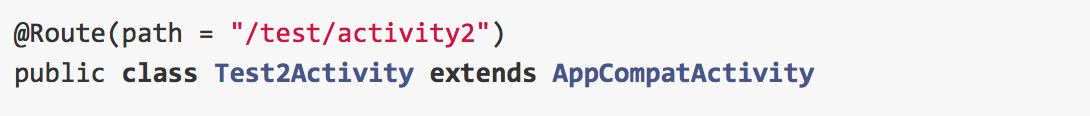 @Route(path = "/test/activity2")
public class Test2Activity extends AppCompatActivity